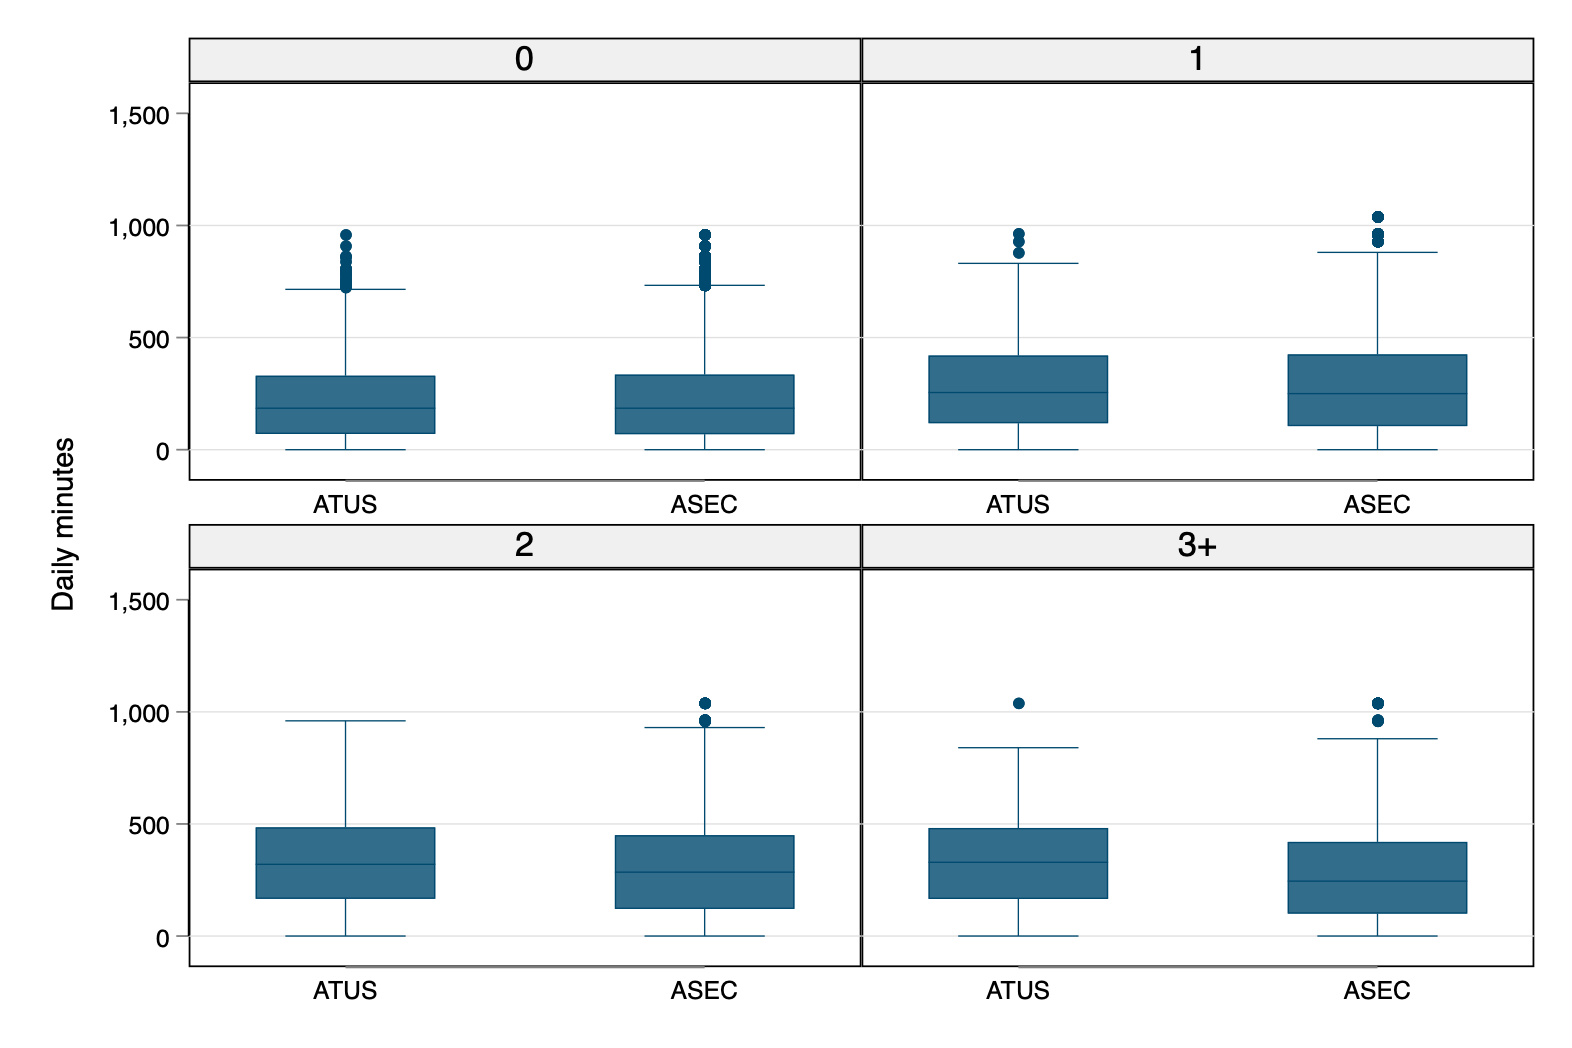 Daily minutes
0
1
1,500
1,000
500
0
ATUS
ASEC
ATUS
ASEC
2
3+
1,500
1,000
500
0
ATUS
ASEC
ATUS
ASEC